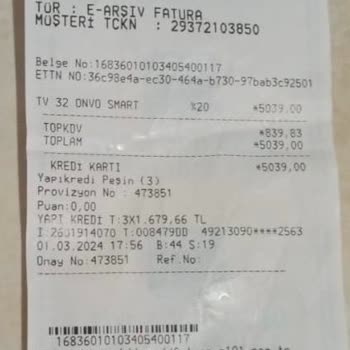 TÜR : E-ARŞİV FATURA
MÜŞTERİ TCKN : 29372103850
Belge No:16836010103405400117
ETTN NO:36c98e4a-ec30-464a-b730-97bab3c92501
TV 32 ONVO SMART %20 *5039,00
TOPKDV *839,83
TOPLAM *5039,00
KREDİ KARTI *5039,00
Yapıkredi Peşin (3)
Provizyon No : 473851
Puan:0,00
YAPI KREDİ T:3X1.679,66 TL
İ:2601914070 T:008479DD 49213090****2563
01.03.2024 17:56 B:44 S:19
Onay No:473851 Ref.No:
16836010103405400117